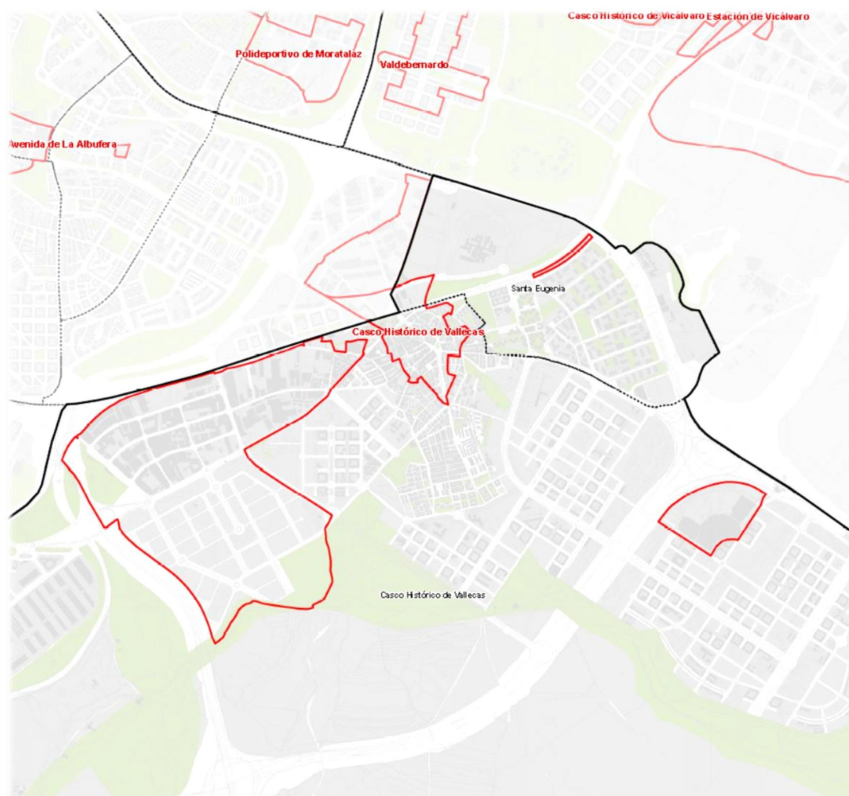 Casco Histórico de Vicálvaro
Estación de Vicálvaro
Polideportivo de Moratalaz
Valdebernardo
Avenida de La Albufera
Santa Eugenia
Casco Histórico de Vallecas
Casco Histórico de Vallecas